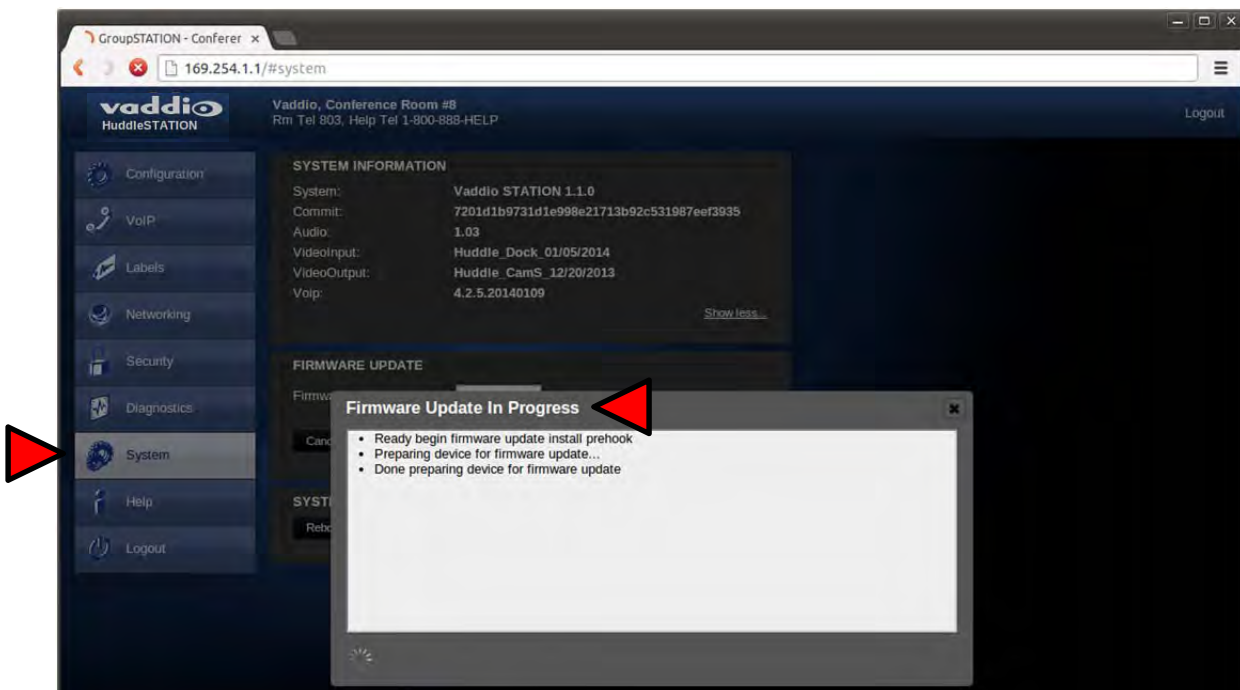 GroupSTATION - Conferer
169.254.1.1/#system
vaddio
HuddleSTATION
Vaddio, Conference Room #8
Rm Tel 803, Help Tel 1-800-888-HELP
Logout
Configuration
VoIP
Labels
Networking
Security
Diagnostics
System
Help
Logout
SYSTEM INFORMATION
System: Vaddio STATION 1.1.0
Commit: 7201d1b9731d1e998e21713b92c531987eef3935
Audio: 1.03
VideoInput: Huddle_Dock_01/05/2014
VideoOutput: Huddle_CamS_12/20/2013
Voip: 4.2.5.20140109
Show less...
FIRMWARE UPDATE
Firmware Update In Progress
Ready begin firmware update install prehook
Preparing device for firmware update...
Done preparing device for firmware update